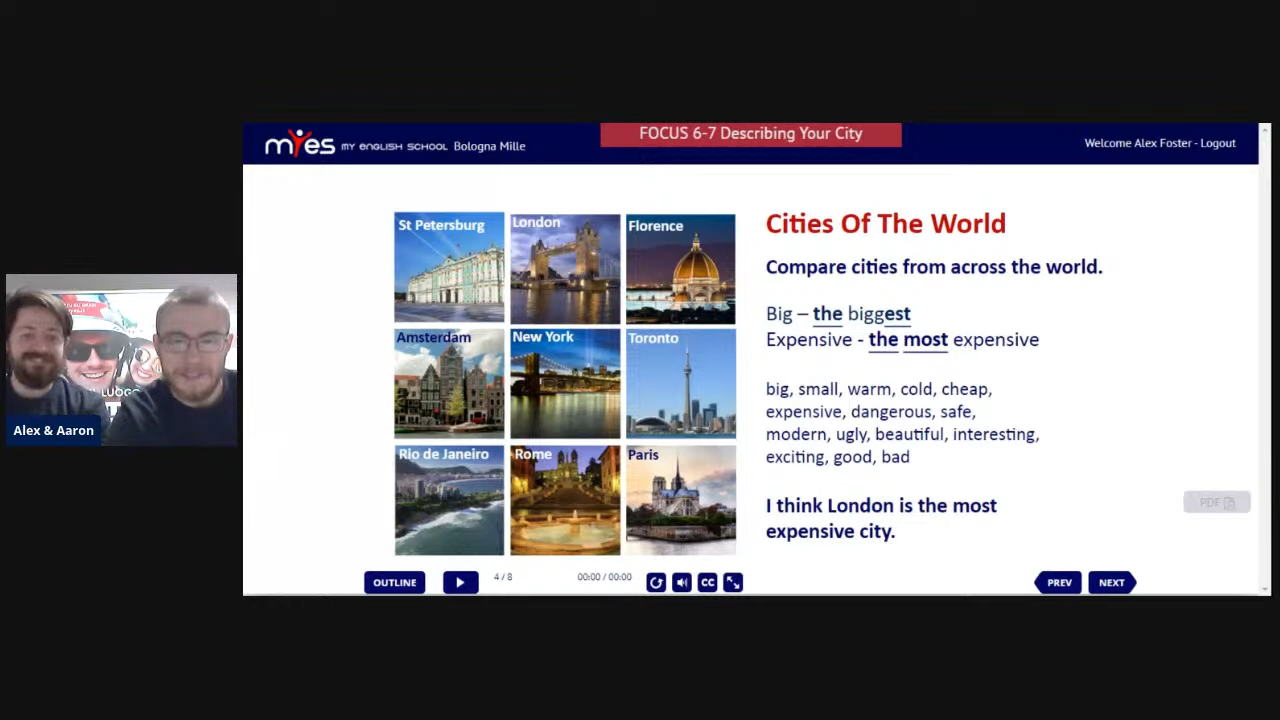 myes MY ENGLISH SCHOOL Bologna Mille
FOCUS 6-7 Describing Your City
Welcome Alex Foster - Logout
St Petersburg
London
Florence
Amsterdam
New York
Toronto
Rio de Janeiro
Rome
Paris
Cities Of The World
Compare cities from across the world.
Big – the biggest
Expensive - the most expensive
big, small, warm, cold, cheap,
expensive, dangerous, safe,
modern, ugly, beautiful, interesting,
exciting, good, bad
I think London is the most
expensive city.
PDF
LUOGO
Alex & Aaron
OUTLINE
4 / 8
00:00 / 00:00
CC
PREV
NEXT